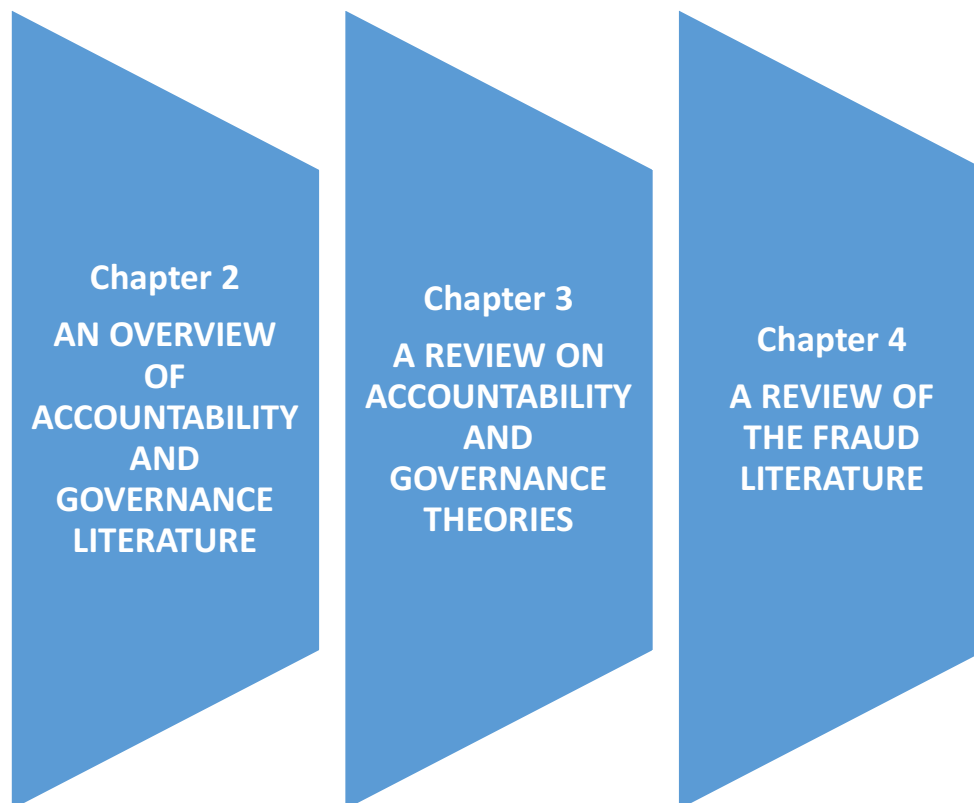 Chapter 2
AN OVERVIEW
OF
ACCOUNTABILITY
AND
GOVERNANCE
LITERATURE
Chapter 3
A REVIEW ON
ACCOUNTABILITY
AND
GOVERNANCE
THEORIES
Chapter 4
A REVIEW OF
THE FRAUD
LITERATURE